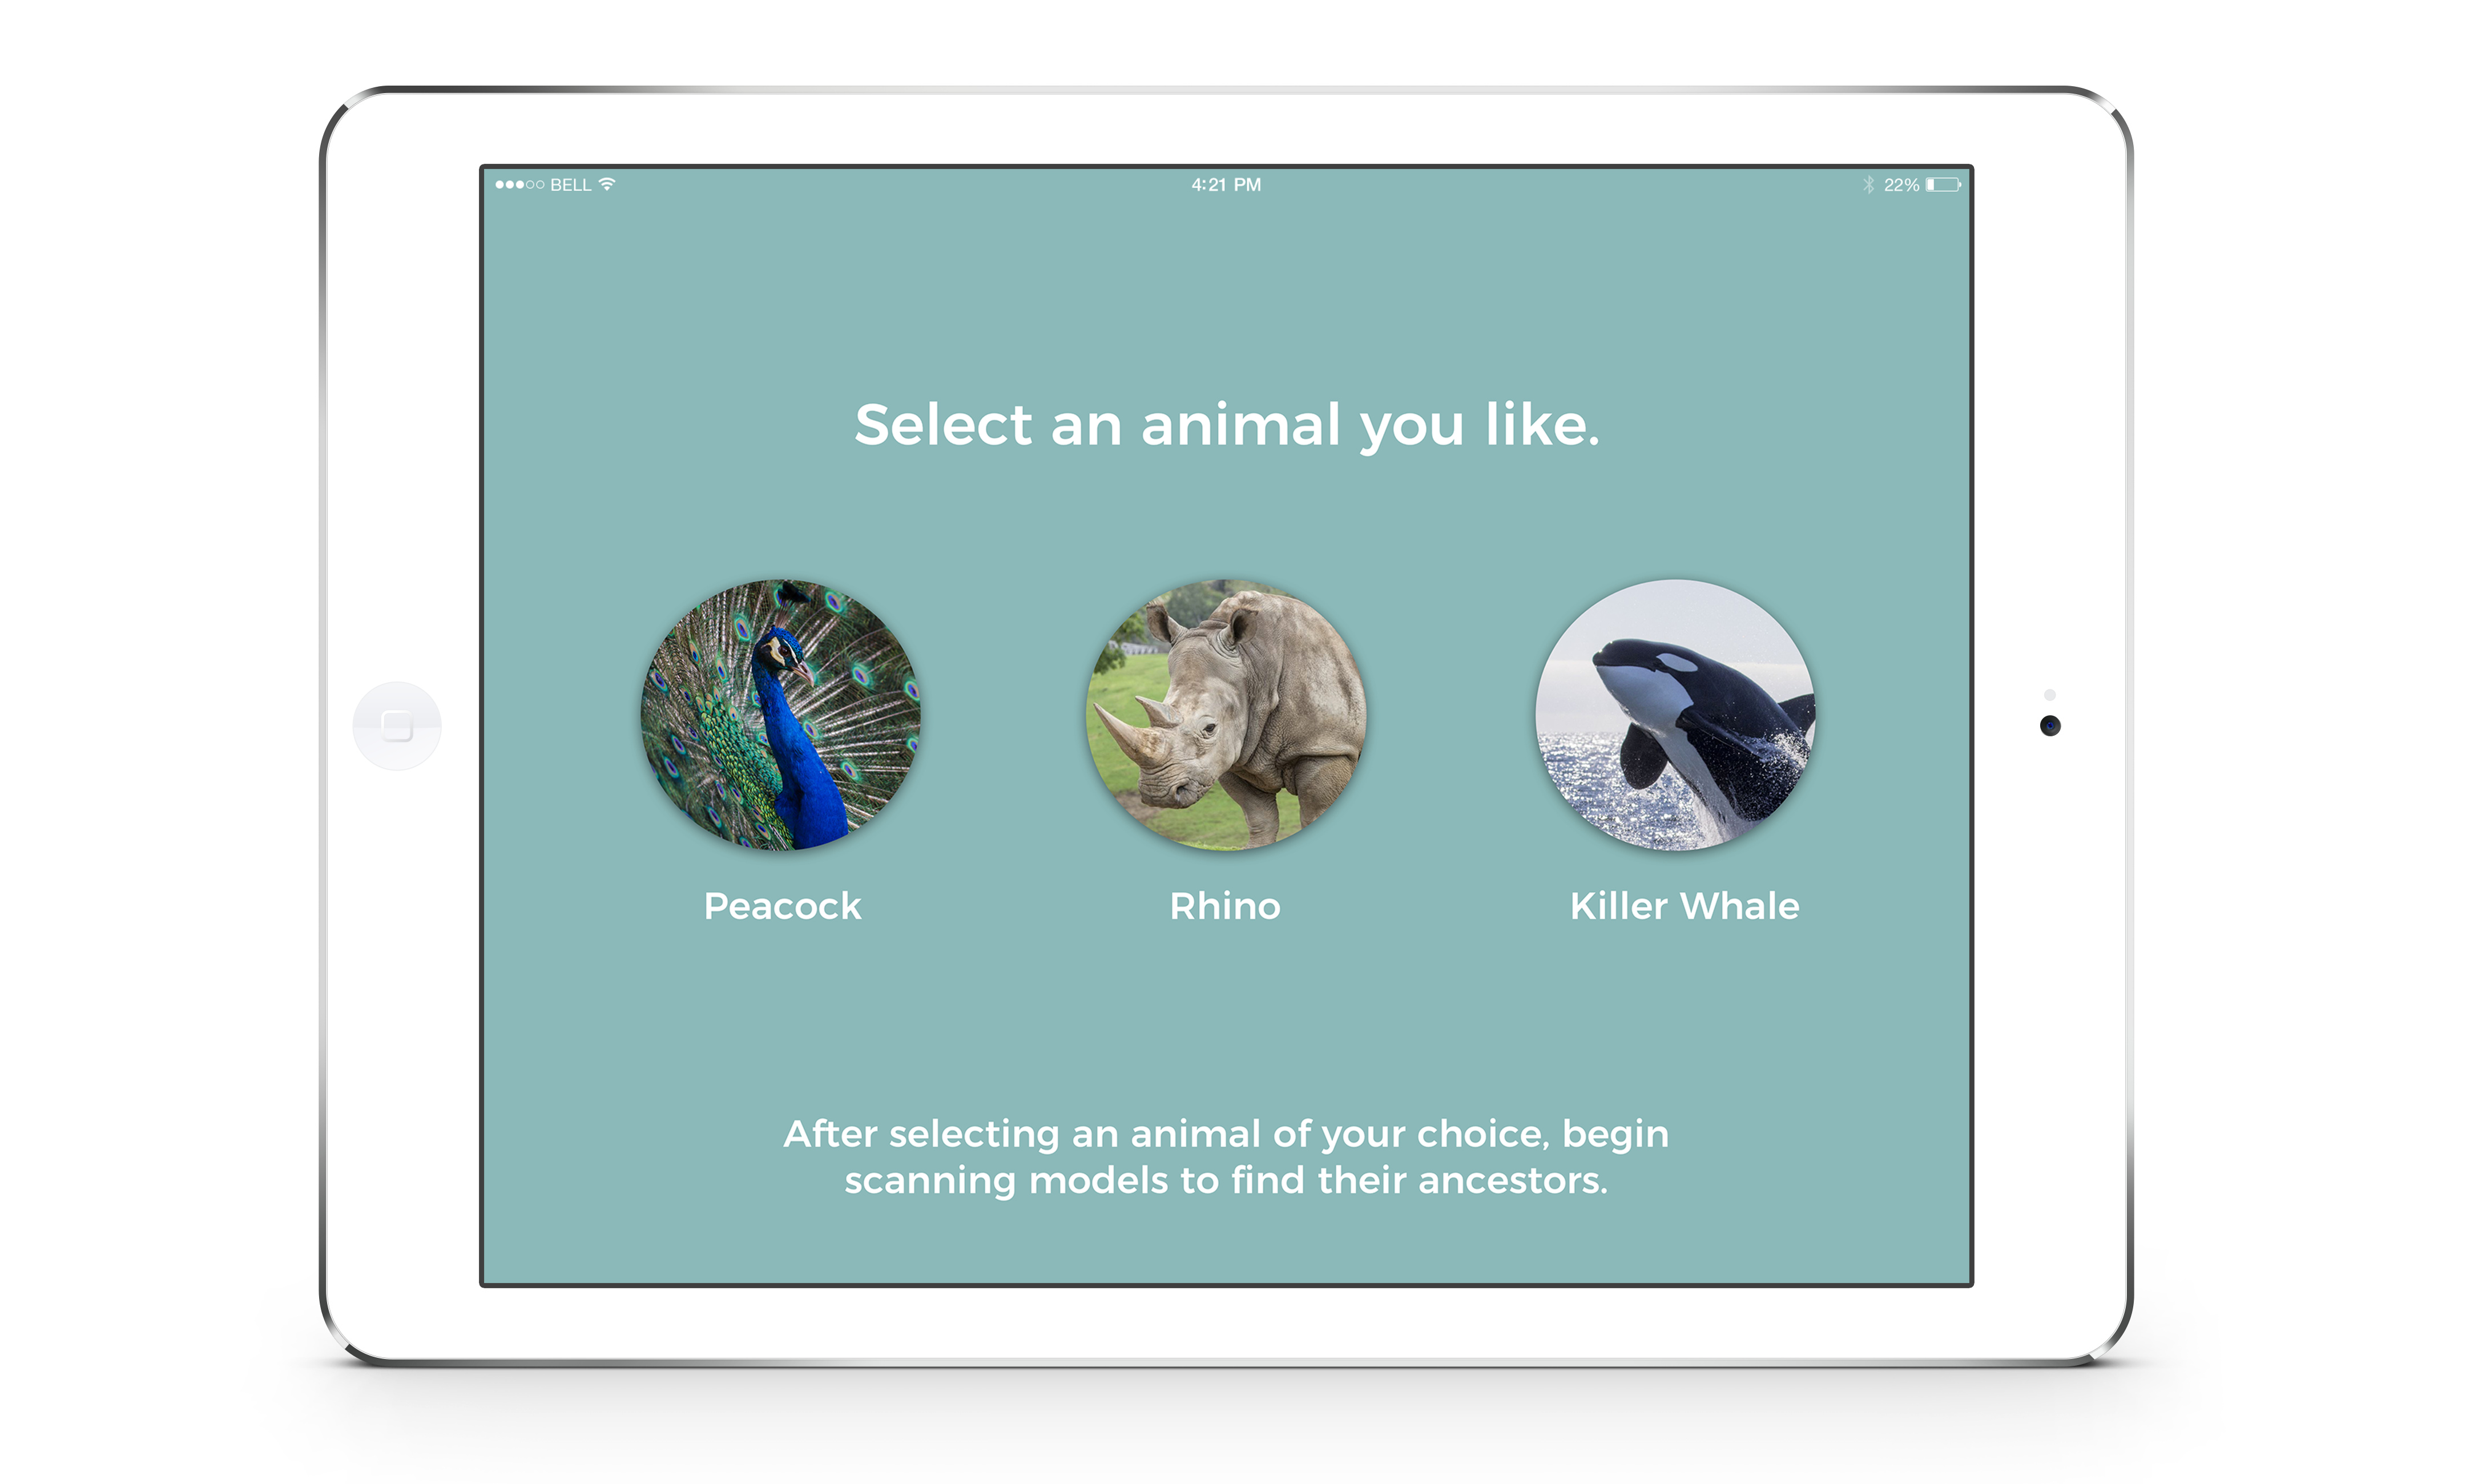 BELL 4:21 PM 22%
Select an animal you like.
Peacock Rhino Killer Whale
After selecting an animal of your choice, begin
scanning models to find their ancestors.